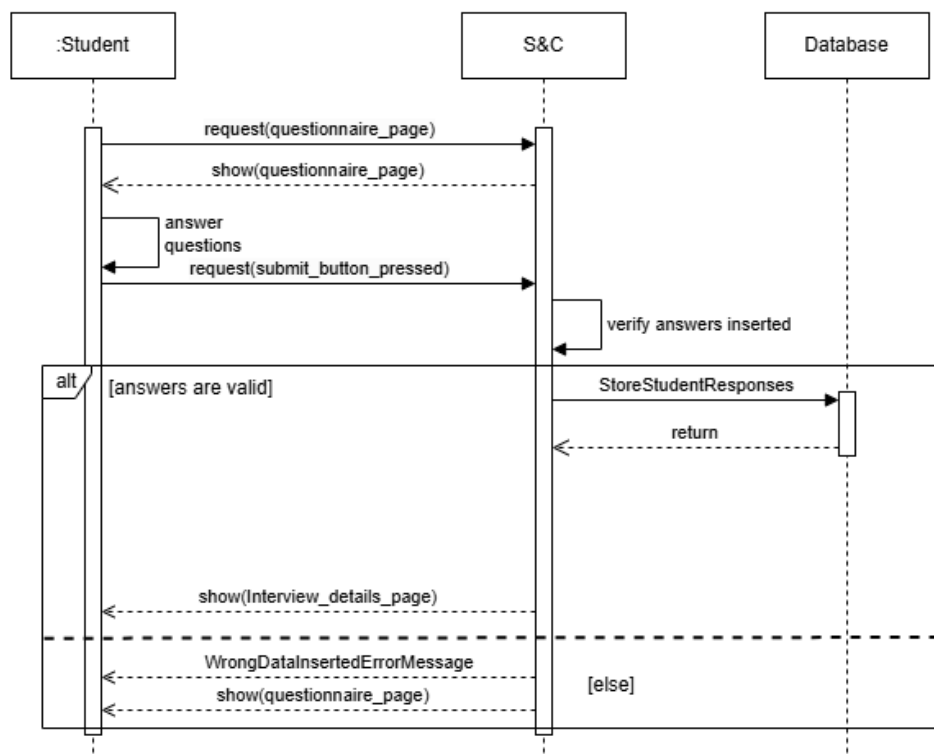 :Student
S&C
Database
request(questionnaire_page)
show(questionnaire_page)
answer
questions
request(submit_button_pressed)
verify answers inserted
alt
[answers are valid]
StoreStudentResponses
return
show(Interview_details_page)
WrongDataInsertedErrorMessage
[else]
show(questionnaire_page)